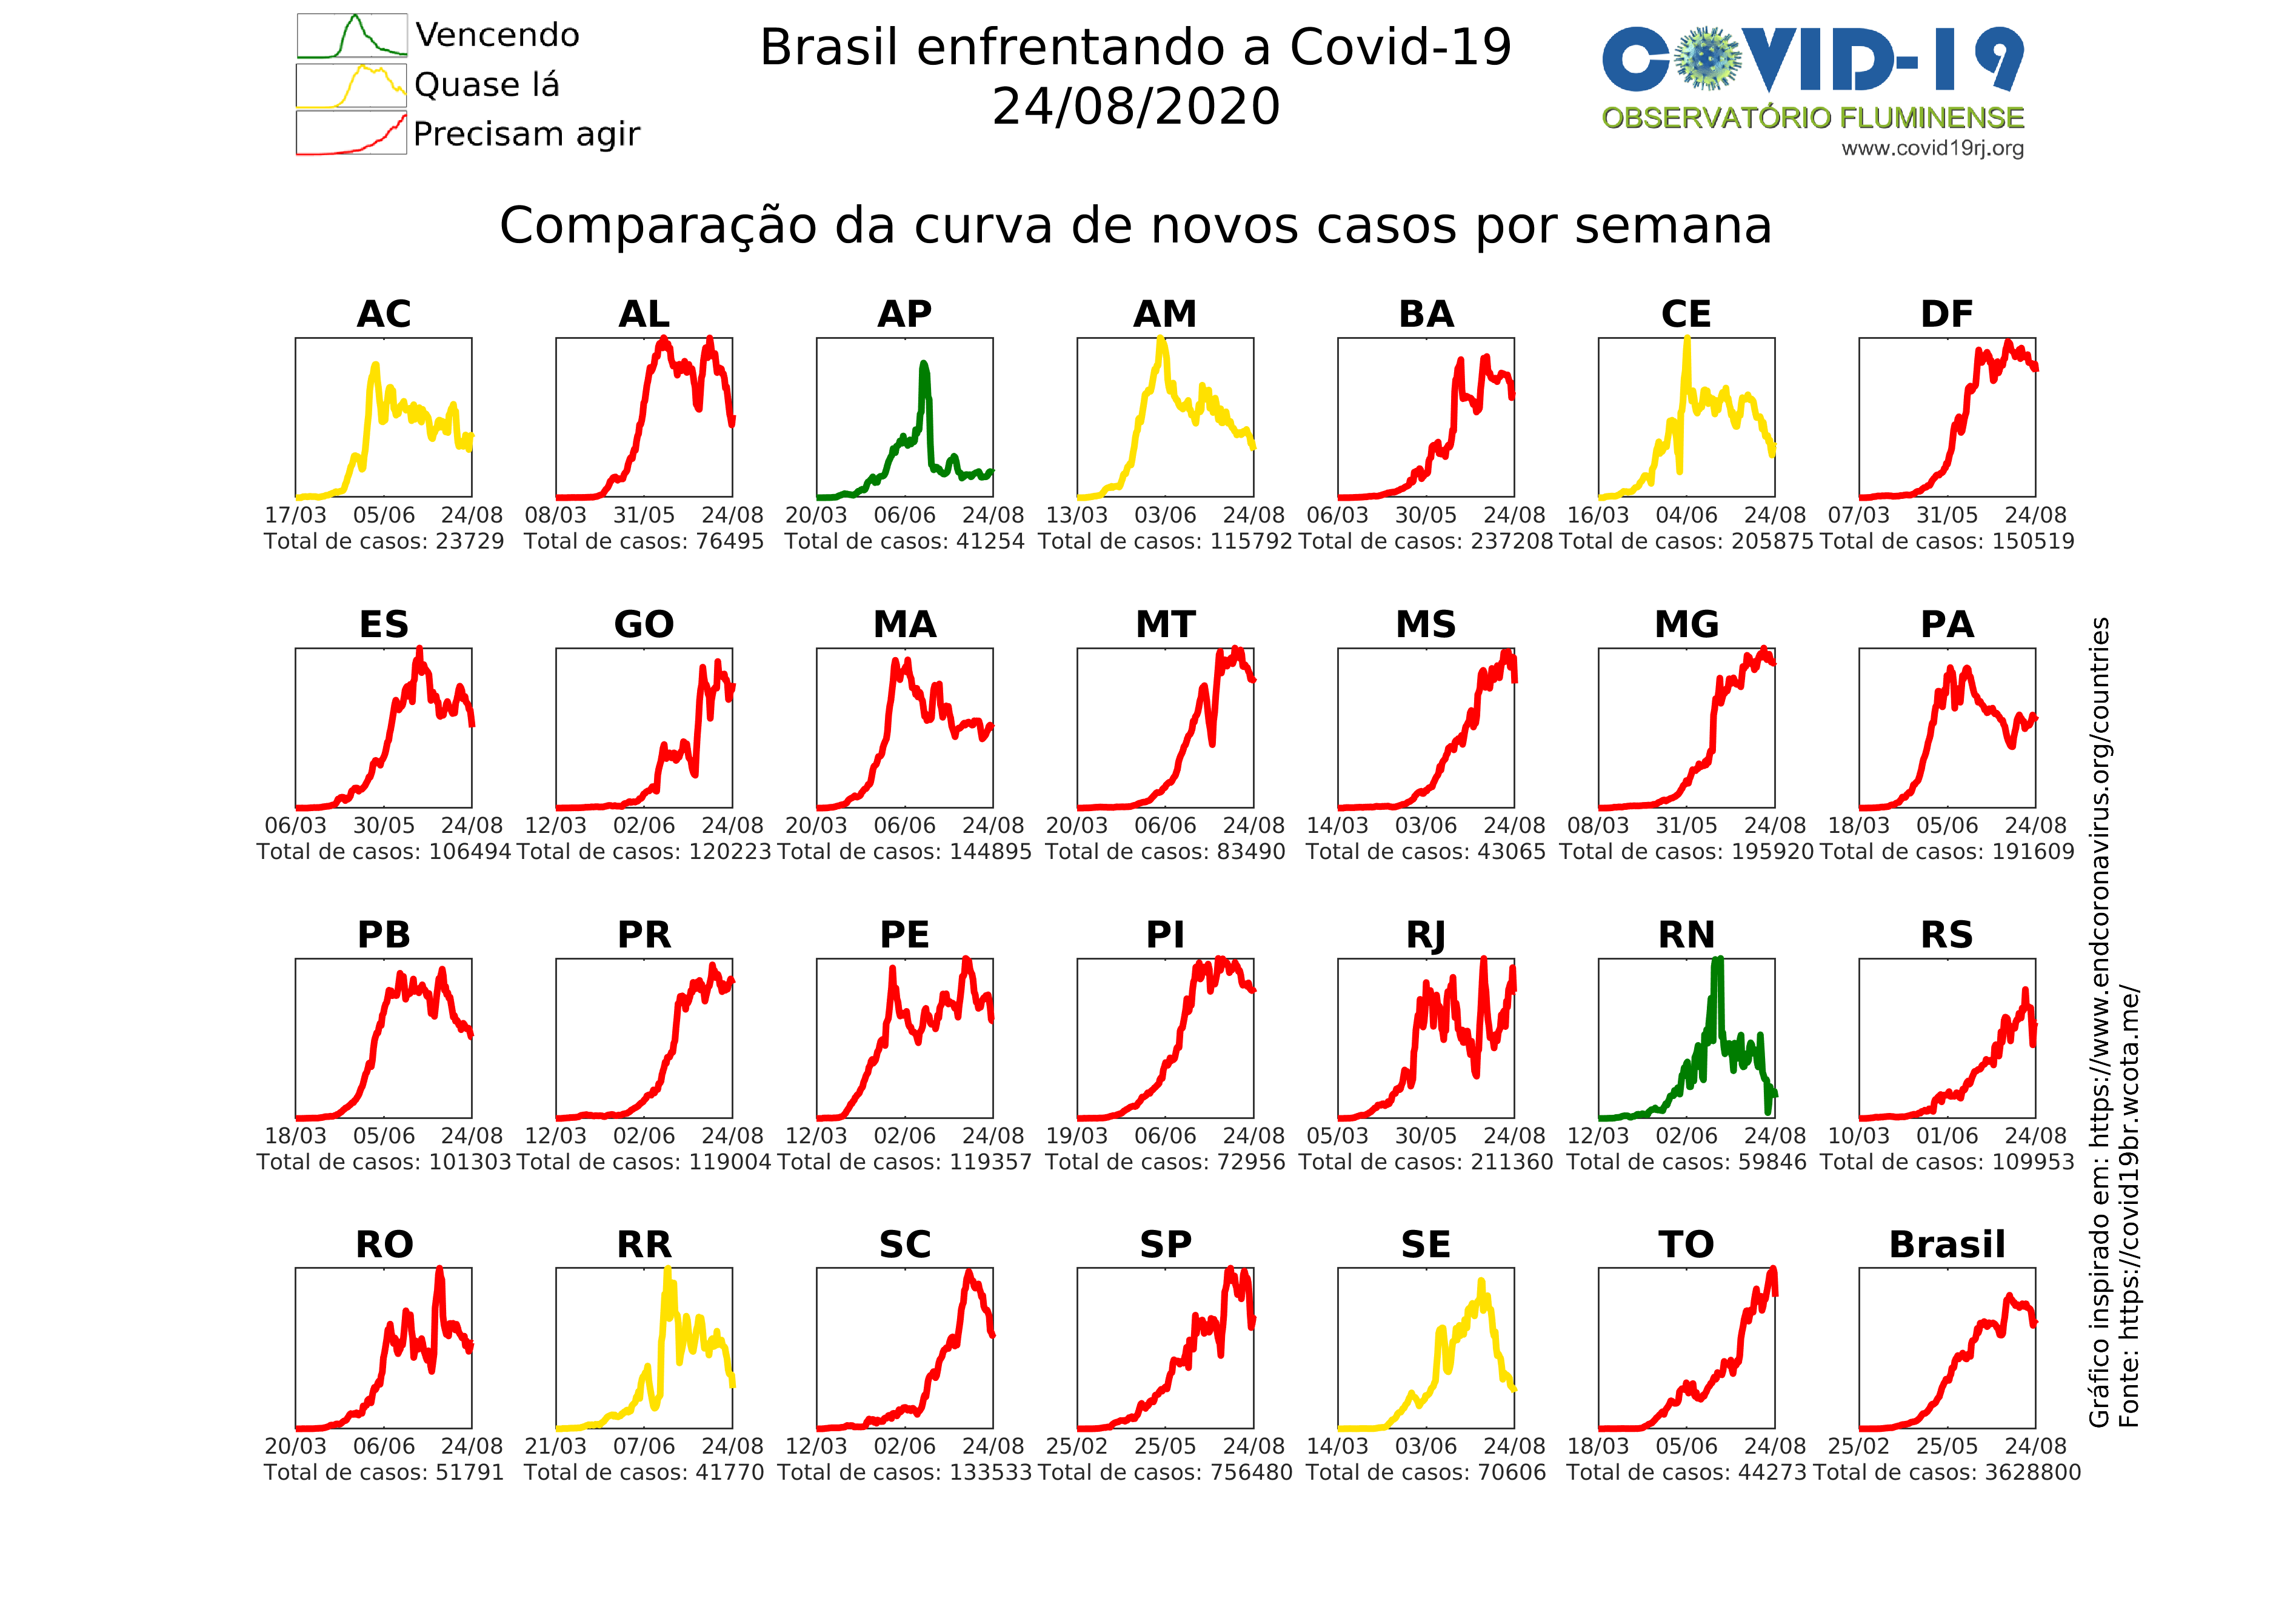 Vencendo
Quase lá
Precisam agir
Brasil enfrentando a Covid-19
24/08/2020
COVID-19
OBSERVATÓRIO FLUMINENSE
www.covid19rj.org
Comparação da curva de novos casos por semana
AC AL AP AM BA CE DF
17/03 05/06 24/08 08/03 31/05 24/08 20/03 06/06 24/08 13/03 03/06 24/08 06/03 30/05 24/08 16/03 04/06 24/08 07/03 31/05 24/08
Total de casos: 23729 Total de casos: 76495 Total de casos: 41254 Total de casos: 115792 Total de casos: 237208 Total de casos: 205875 Total de casos: 150519
ES GO MA MT MS MG PA
06/03 30/05 24/08 12/03 02/06 24/08 20/03 06/06 24/08 20/03 06/06 24/08 14/03 03/06 24/08 08/03 31/05 24/08 18/03 05/06 24/08
Total de casos: 106494 Total de casos: 120223 Total de casos: 144895 Total de casos: 83490 Total de casos: 43065 Total de casos: 195920 Total de casos: 191609
PB PR PE PI RJ RN RS
18/03 05/06 24/08 12/03 02/06 24/08 12/03 02/06 24/08 19/03 06/06 24/08 05/03 30/05 24/08 12/03 02/06 24/08 10/03 01/06 24/08
Total de casos: 101303 Total de casos: 119004 Total de casos: 119357 Total de casos: 72956 Total de casos: 211360 Total de casos: 59846 Total de casos: 109953
RO RR SC SP SE TO Brasil
20/03 06/06 24/08 21/03 07/06 24/08 12/03 02/06 24/08 25/02 25/05 24/08 14/03 03/06 24/08 18/03 05/06 24/08 25/02 25/05 24/08
Total de casos: 51791 Total de casos: 41770 Total de casos: 133533 Total de casos: 756480 Total de casos: 70606 Total de casos: 44273 Total de casos: 3628800
Gráfico inspirado em: https://www.endcoronavirus.org/countries
Fonte: https://covid19br.wcota.me/